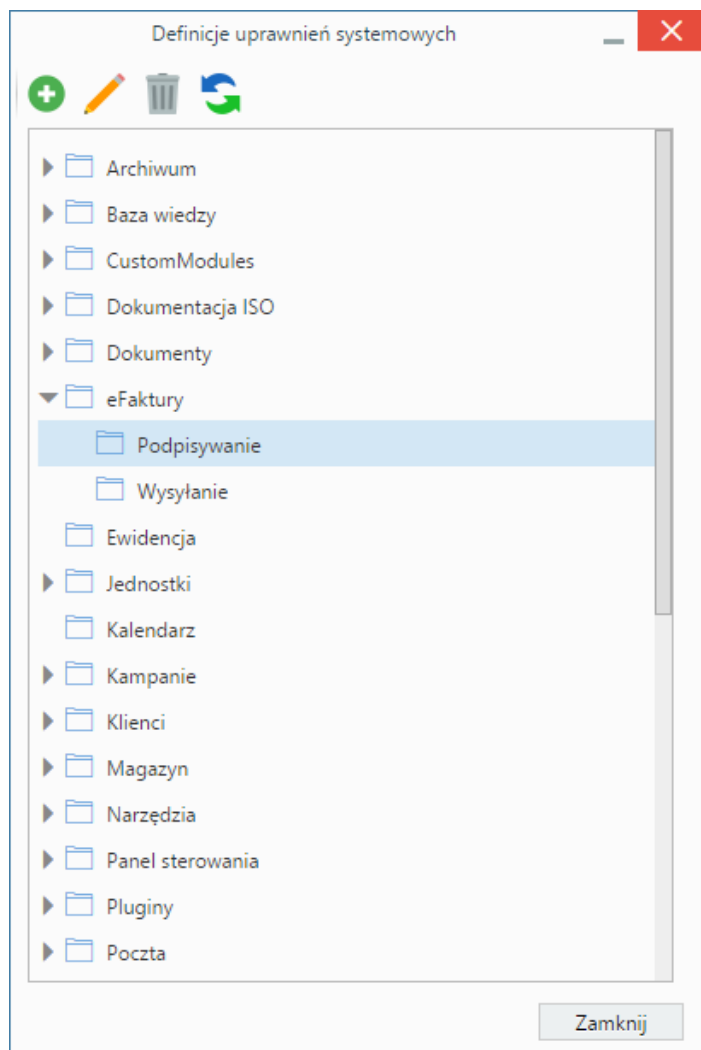 Definicje uprawnień systemowych
Archiwum
Baza wiedzy
CustomModules
Dokumentacja ISO
Dokumenty
eFaktury
Podpisywanie
Wysyłanie
Ewidencja
Jednostki
Kalendarz
Kampanie
Klienci
Magazyn
Narzędzia
Panel sterowania
Pluginy
Poczta
Zamknij